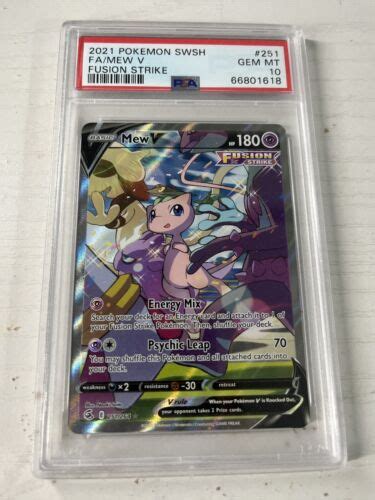 2021 POKEMON SWSH #251
FA/MEW V GEM MT
FUSION STRIKE 10
PSA 66801618
BASIC Mew V HP 180
FUSION
STRIKE
Energy Mix
Search your deck for an Energy card and attach it to 1 of
your Fusion Strike Pokémon. Then, shuffle your deck.
Psychic Leap 70
You may shuffle this Pokémon and all attached cards into
your deck.
weakness ×2 resistance -30 retreat
V rule When your Pokémon V is Knocked Out,
your opponent takes 2 Prize cards.